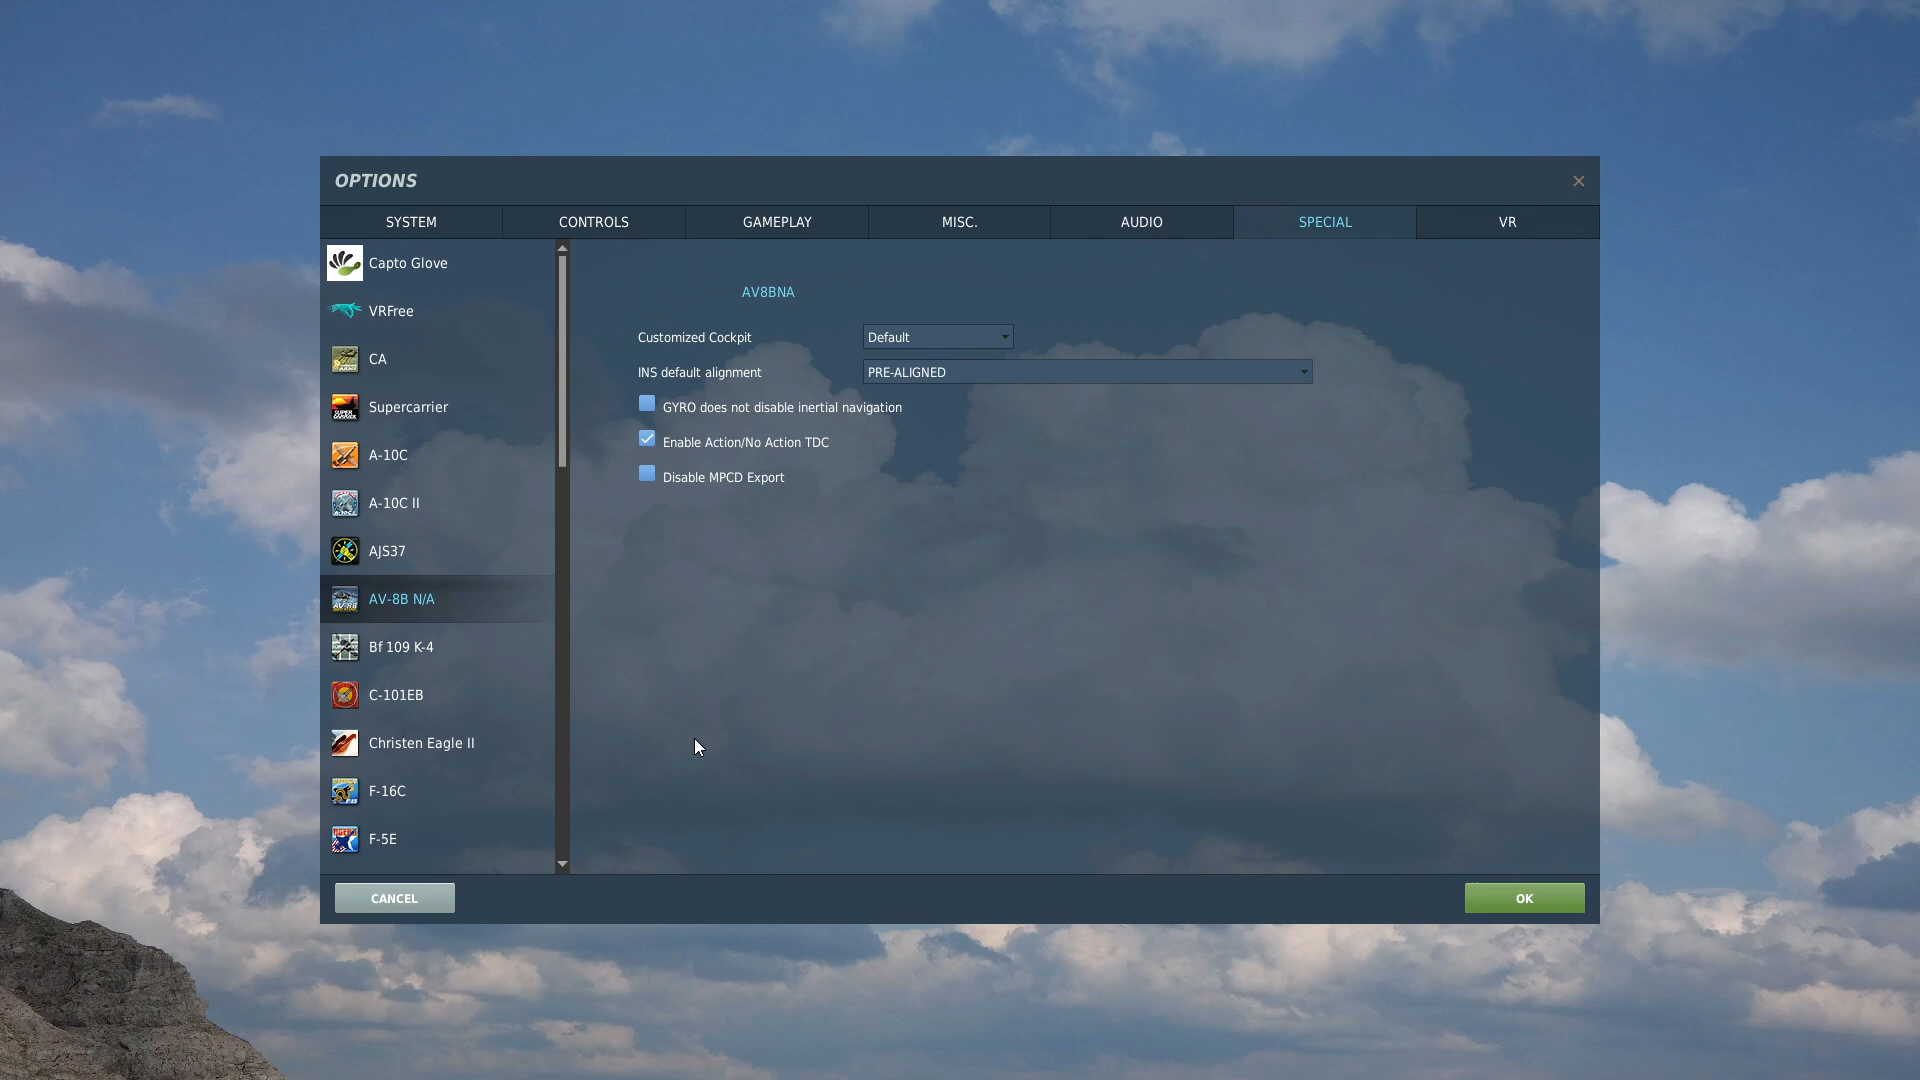 OPTIONS
SYSTEM
CONTROLS
GAMEPLAY
MISC.
AUDIO
SPECIAL
VR
Capto Glove
VRFree
CA
Supercarrier
A-10C
A-10C II
AJS37
AV-8B N/A
Bf 109 K-4
C-101EB
Christen Eagle II
F-16C
F-5E
AV8BNA
Customized Cockpit
Default
INS default alignment
PRE-ALIGNED
GYRO does not disable inertial navigation
Enable Action/No Action TDC
Disable MPCD Export
CANCEL
OK